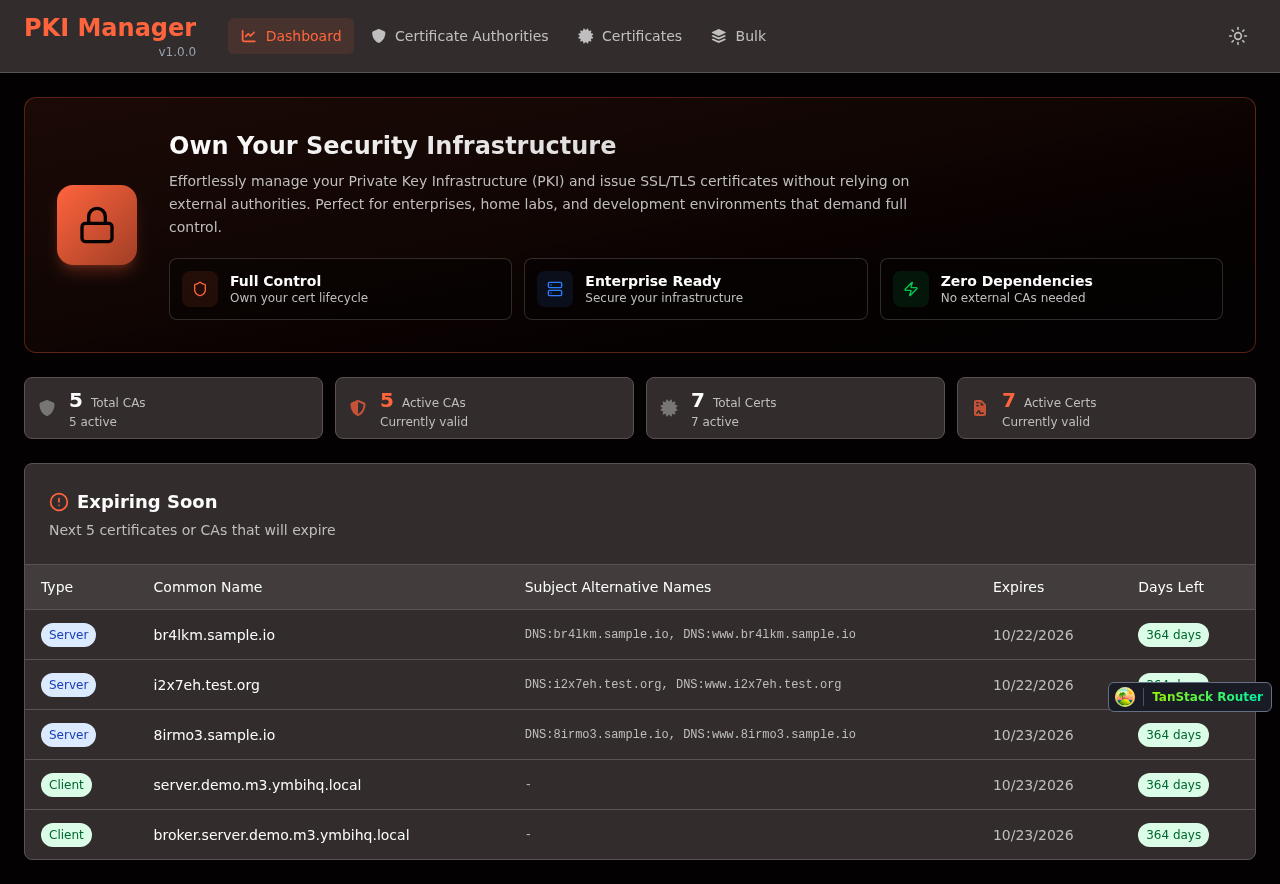 PKI Manager
v1.0.0
Dashboard
Certificate Authorities
Certificates
Bulk
Own Your Security Infrastructure
Effortlessly manage your Private Key Infrastructure (PKI) and issue SSL/TLS certificates without relying on
external authorities. Perfect for enterprises, home labs, and development environments that demand full
control.
Full Control
Own your cert lifecycle
Enterprise Ready
Secure your infrastructure
Zero Dependencies
No external CAs needed
5 Total CAs
5 active
5 Active CAs
Currently valid
7 Total Certs
7 active
7 Active Certs
Currently valid
Expiring Soon
Next 5 certificates or CAs that will expire
Type Common Name Subject Alternative Names Expires Days Left
Server br4lkm.sample.io DNS:br4lkm.sample.io, DNS:www.br4lkm.sample.io 10/22/2026 364 days
Server i2x7eh.test.org DNS:i2x7eh.test.org, DNS:www.i2x7eh.test.org 10/22/2026
TanStack Router
Server 8irmo3.sample.io DNS:8irmo3.sample.io, DNS:www.8irmo3.sample.io 10/23/2026 364 days
Client server.demo.m3.ymbihq.local - 10/23/2026 364 days
Client broker.server.demo.m3.ymbihq.local - 10/23/2026 364 days